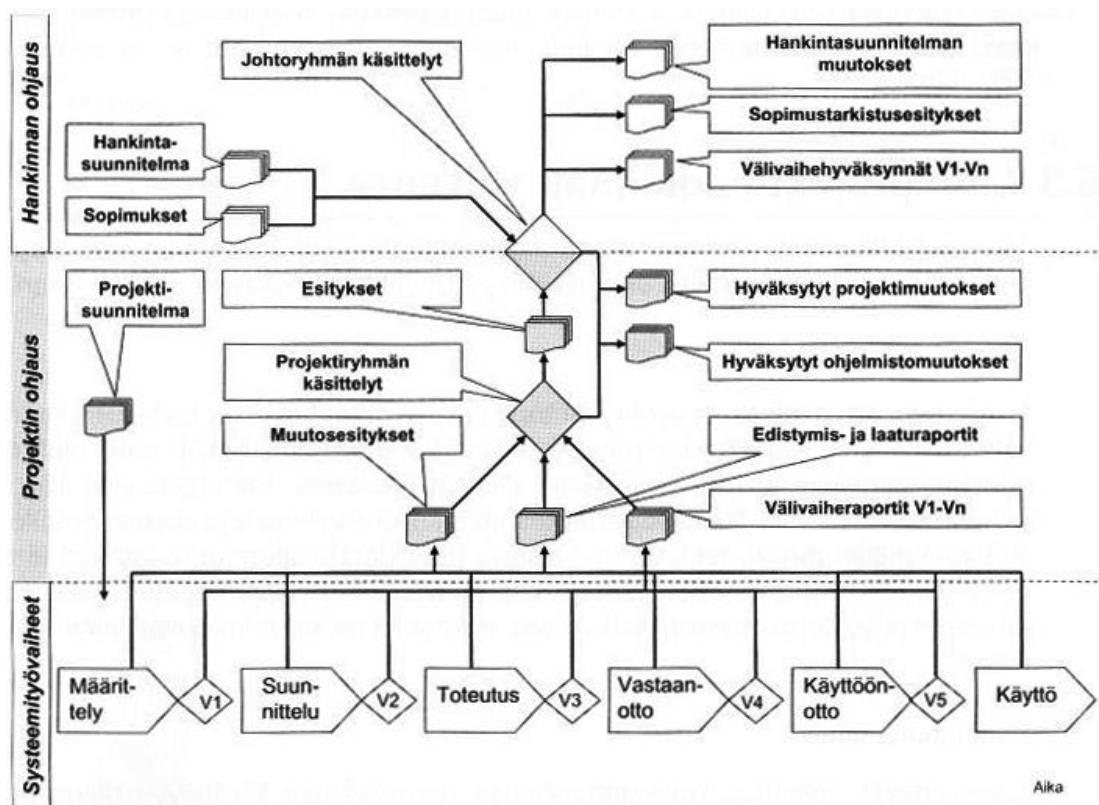 Hankinnan ohjaus
Johtoryhmän käsittelyt
Hankintasuunnitelman
muutokset
Sopimustarkistusesitykset
Hankinta-
suunnitelma
Välivaihehyväksynnät V1-Vn
Sopimukset
Projektin ohjaus
Projekti-
suunnitelma
Esitykset
Hyväksytyt projektimuutokset
Projektiryhmän
käsittelyt
Hyväksytyt ohjelmistomuutokset
Muutosesitykset
Edistymis- ja laaturaportit
Välivaiheraportit V1-Vn
Systeemityövaiheet
Määrit-
tely
V1
Suun-
nittelu
V2
Toteutus
V3
Vastaan-
otto
V4
Käyttöön-
otto
V5
Käyttö
Aika